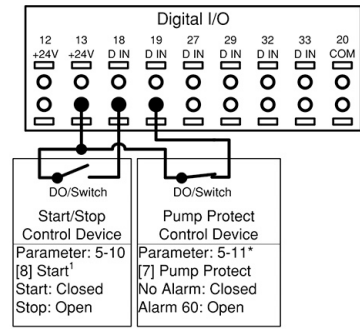 Digital I/O
12 13 18 19 27 29 32 33 20
+24V +24V D IN D IN D IN D IN D IN D IN COM
DO/Switch
Start/Stop
Control Device
Parameter: 5-10
[8] Start¹
Start: Closed
Stop: Open
DO/Switch
Pump Protect
Control Device
Parameter: 5-11*
[7] Pump Protect
No Alarm: Closed
Alarm 60: Open